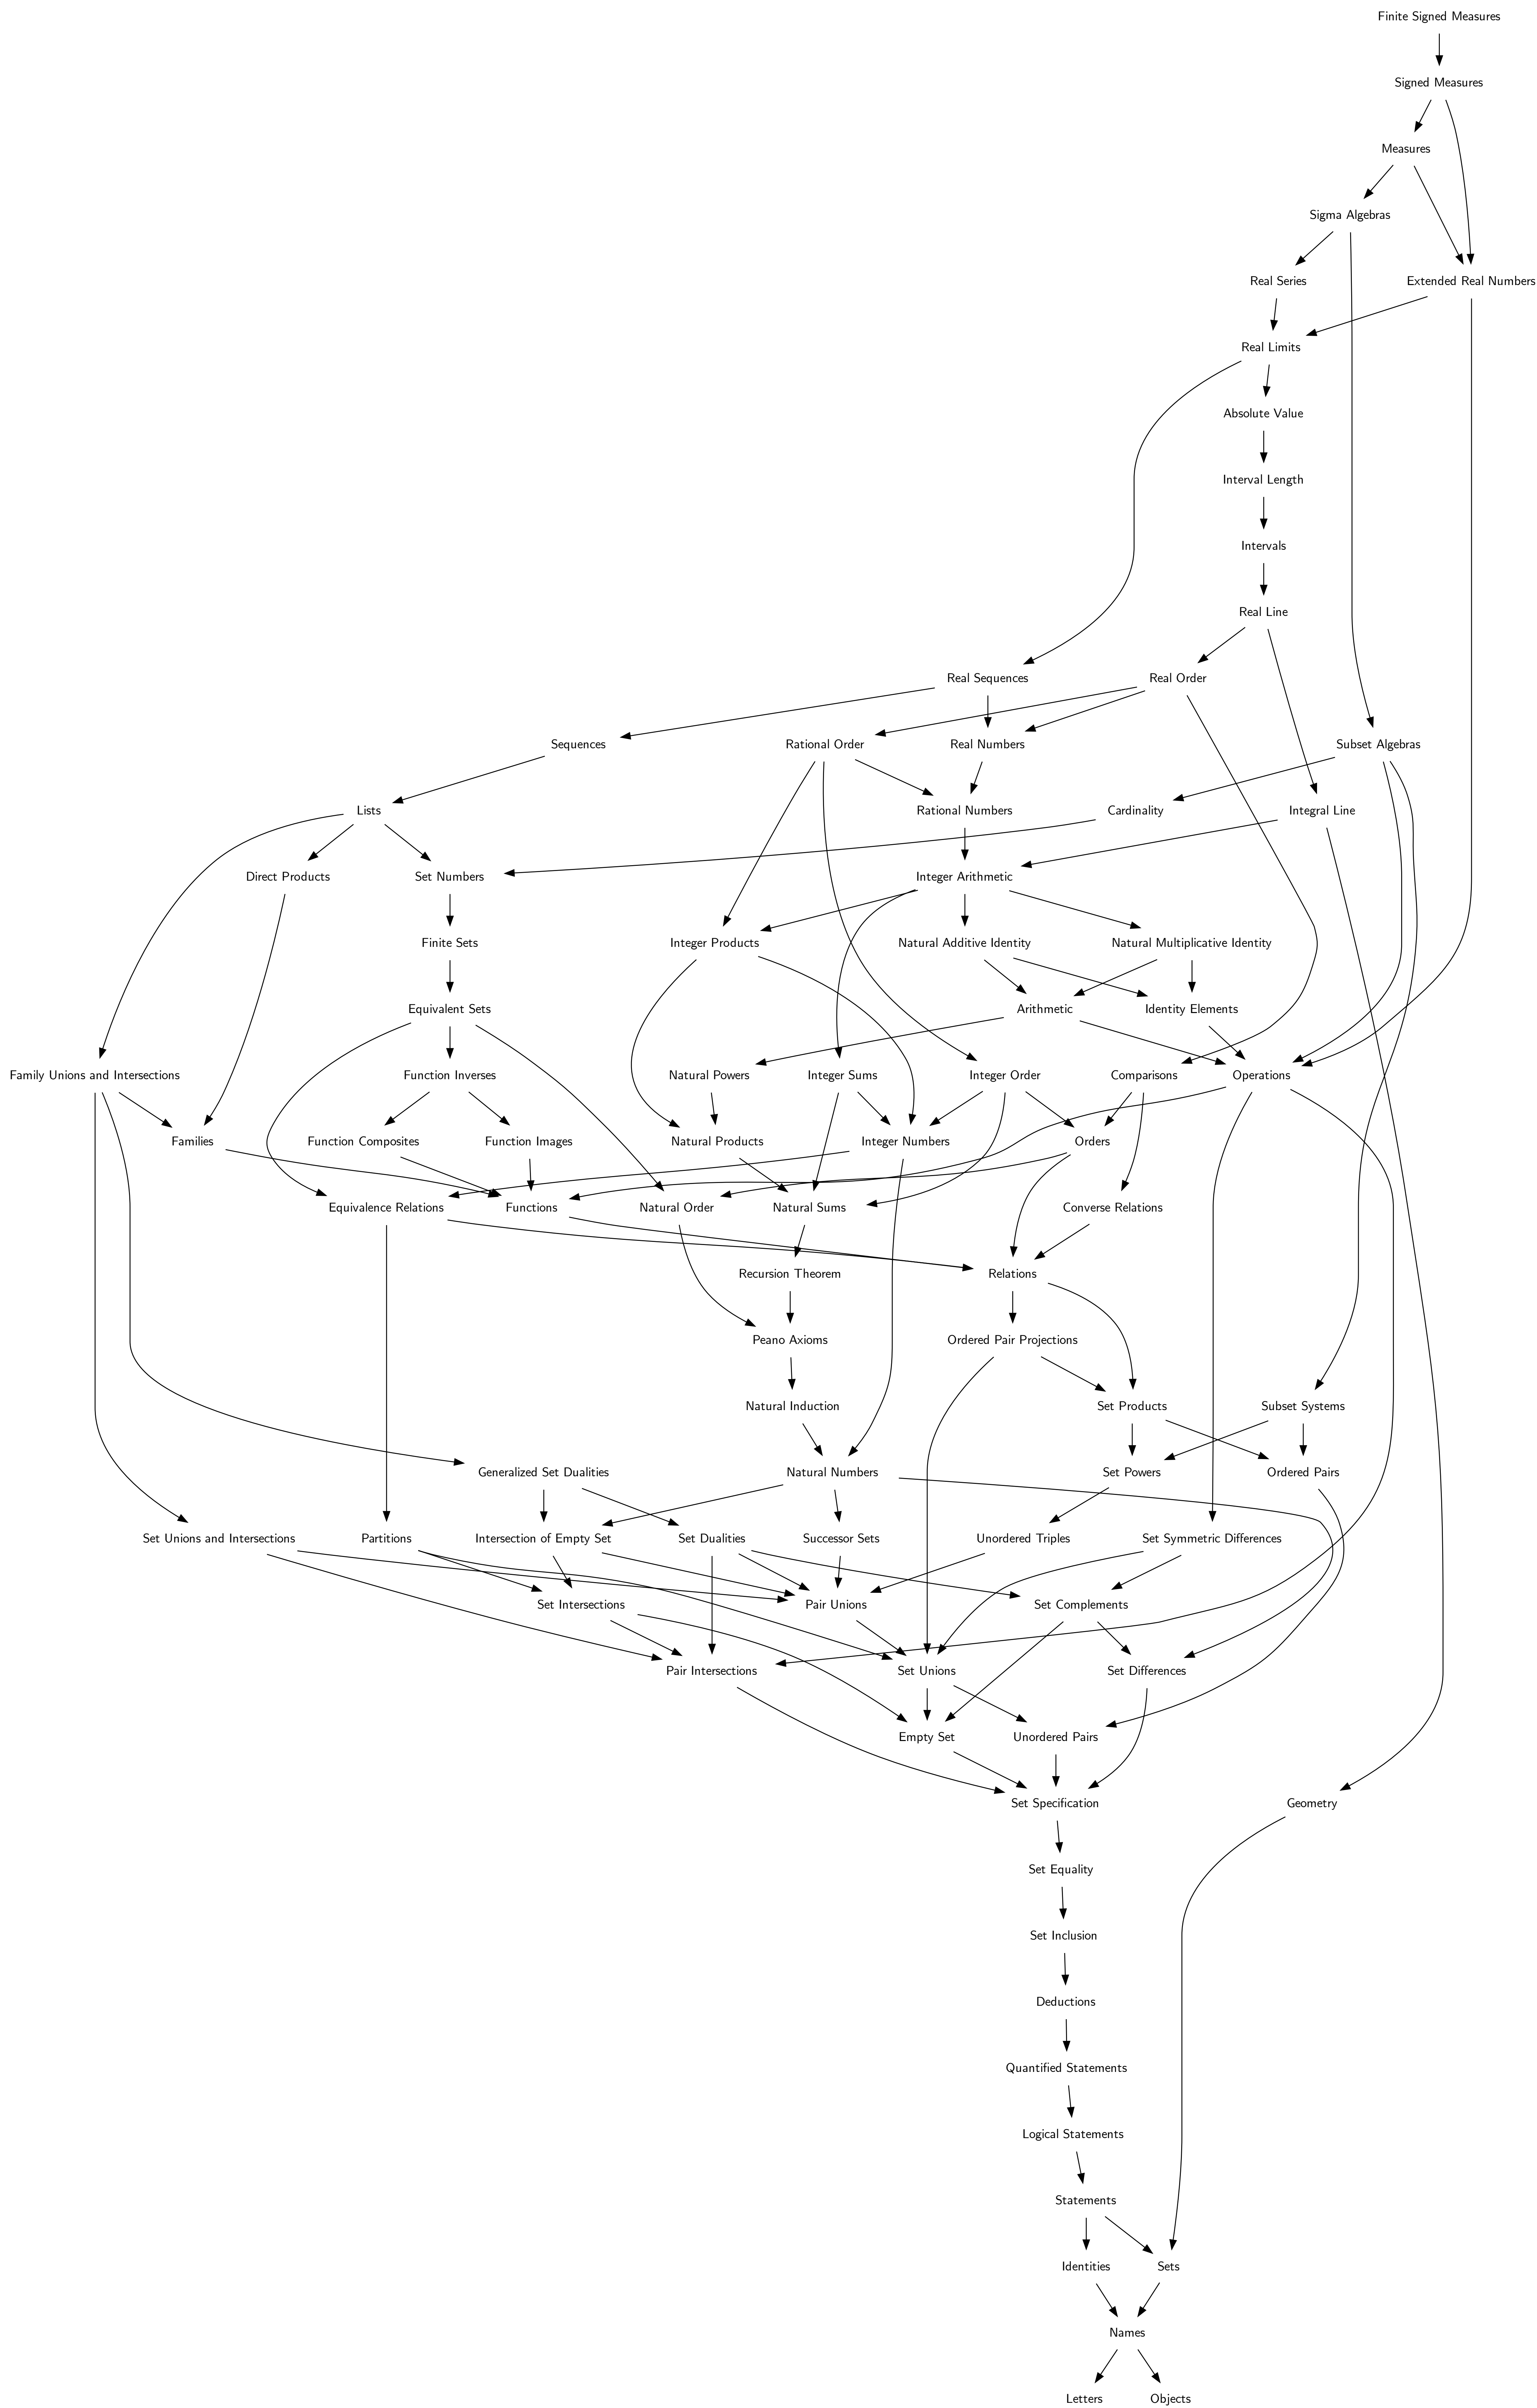 Finite Signed Measures
Signed Measures
Measures
Sigma Algebras
Real Series
Extended Real Numbers
Real Limits
Absolute Value
Interval Length
Intervals
Real Line
Real Sequences
Real Order
Sequences
Rational Order
Real Numbers
Subset Algebras
Lists
Rational Numbers
Cardinality
Integral Line
Direct Products
Set Numbers
Integer Arithmetic
Finite Sets
Integer Products
Natural Additive Identity
Natural Multiplicative Identity
Equivalent Sets
Arithmetic
Identity Elements
Family Unions and Intersections
Function Inverses
Natural Powers
Integer Sums
Integer Order
Comparisons
Operations
Families
Function Composites
Function Images
Natural Products
Integer Numbers
Orders
Equivalence Relations
Functions
Natural Order
Natural Sums
Converse Relations
Recursion Theorem
Relations
Peano Axioms
Ordered Pair Projections
Natural Induction
Set Products
Subset Systems
Generalized Set Dualities
Natural Numbers
Set Powers
Ordered Pairs
Set Unions and Intersections
Partitions
Intersection of Empty Set
Set Dualities
Successor Sets
Unordered Triples
Set Symmetric Differences
Set Intersections
Pair Unions
Set Complements
Pair Intersections
Set Unions
Set Differences
Empty Set
Unordered Pairs
Set Specification
Geometry
Set Equality
Set Inclusion
Deductions
Quantified Statements
Logical Statements
Statements
Identities
Sets
Names
Letters
Objects